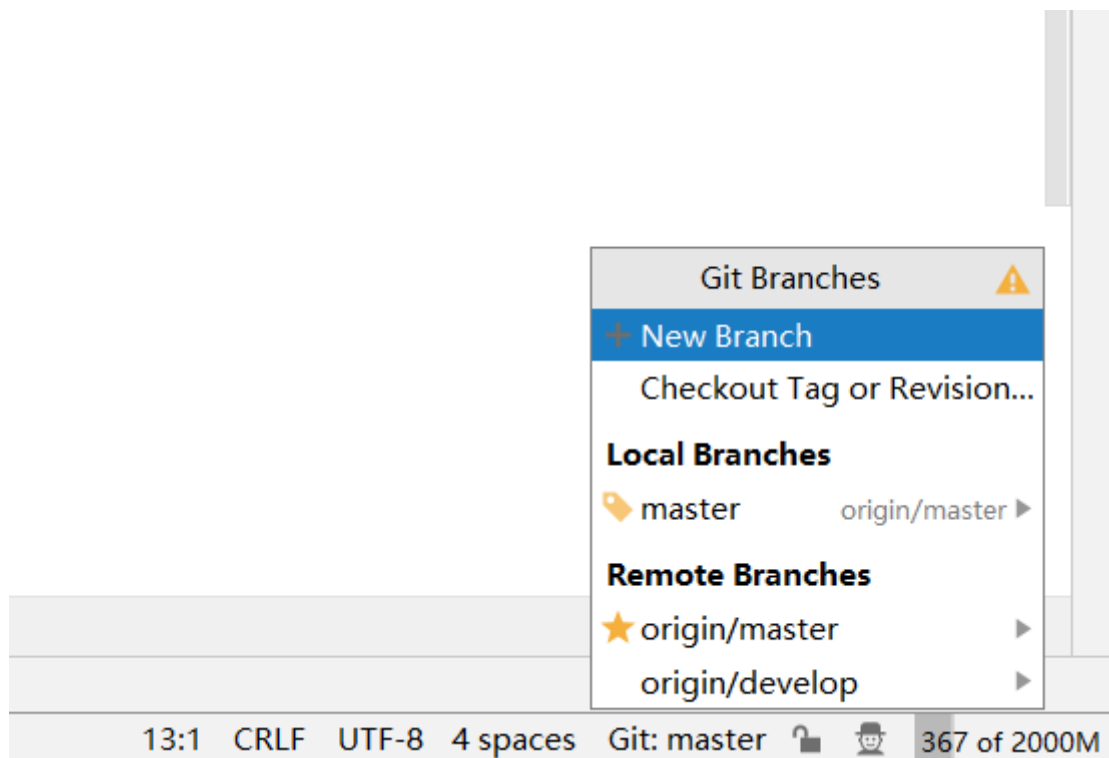 Git Branches
New Branch
Checkout Tag or Revision...
Local Branches
master origin/master
Remote Branches
origin/master
origin/develop
13:1 CRLF UTF-8 4 spaces Git: master 367 of 2000M